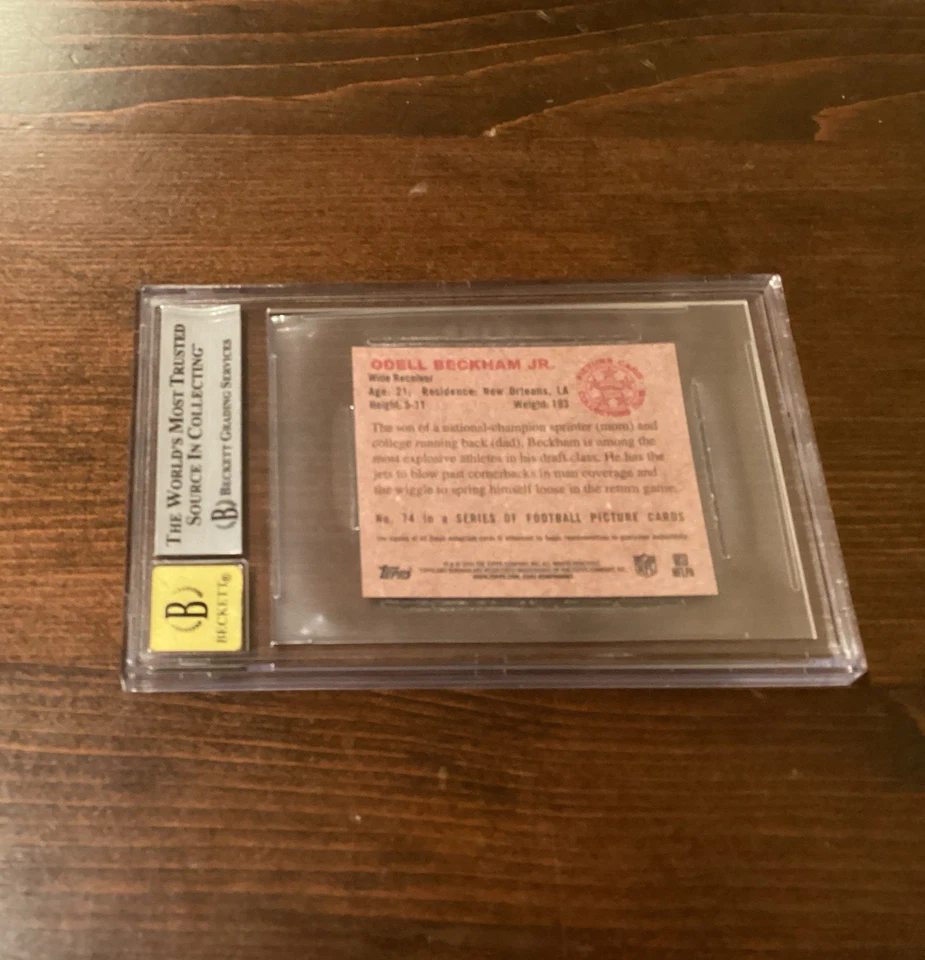 THE WORLD'S MOST TRUSTED
SOURCE IN COLLECTING™
(B) BECKETT GRADING SERVICES
(B)
BECKETT®
ODELL BECKHAM JR.
Wide Receiver
Age: 21, Residence: New Orleans, LA
Height: 5-11 Weight: 193
The son of a national-champion sprinter (mom) and
college running back (dad), Beckham is among the
most explosive athletes in his draft class. He has the
jets to blow past cornerbacks in man coverage and
the wiggle to spring himself loose in the return game.
No. 74 in a SERIES OF FOOTBALL PICTURE CARDS
Topps
NFL
NFLPA